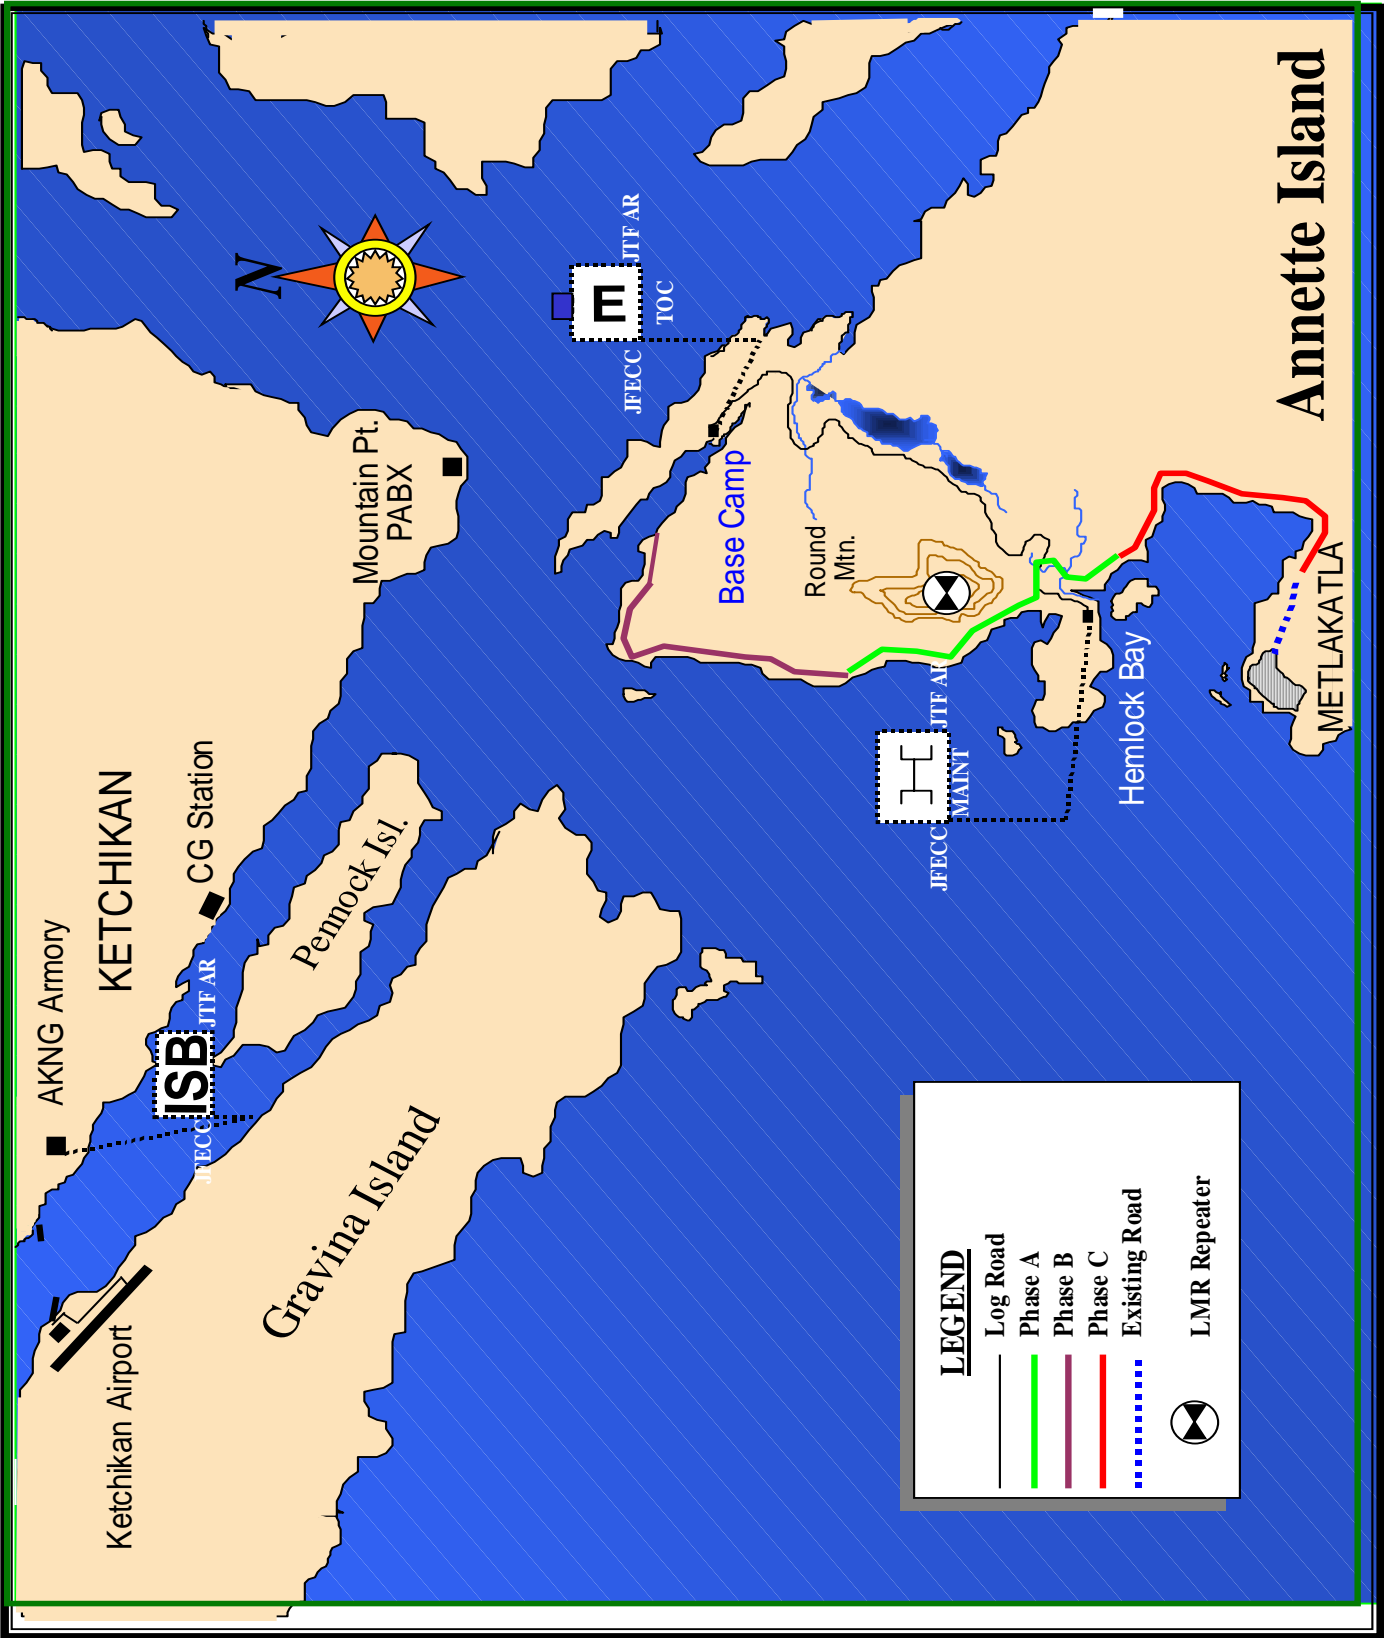 AKNG Armory
KETCHIKAN
CG Station
Ketchikan Airport
ISB
JFECC
JTF AR
Pennock Isl.
Gravina Island
N
Mountain Pt.
PABX
E
JFECC
JTF AR
TOC
Base Camp
Round
Mtn.
JFECC
JTF AR
MAINT
Hemlock Bay
METLAKATLA
Annette Island
LEGEND
Log Road
Phase A
Phase B
Phase C
Existing Road
LMR Repeater